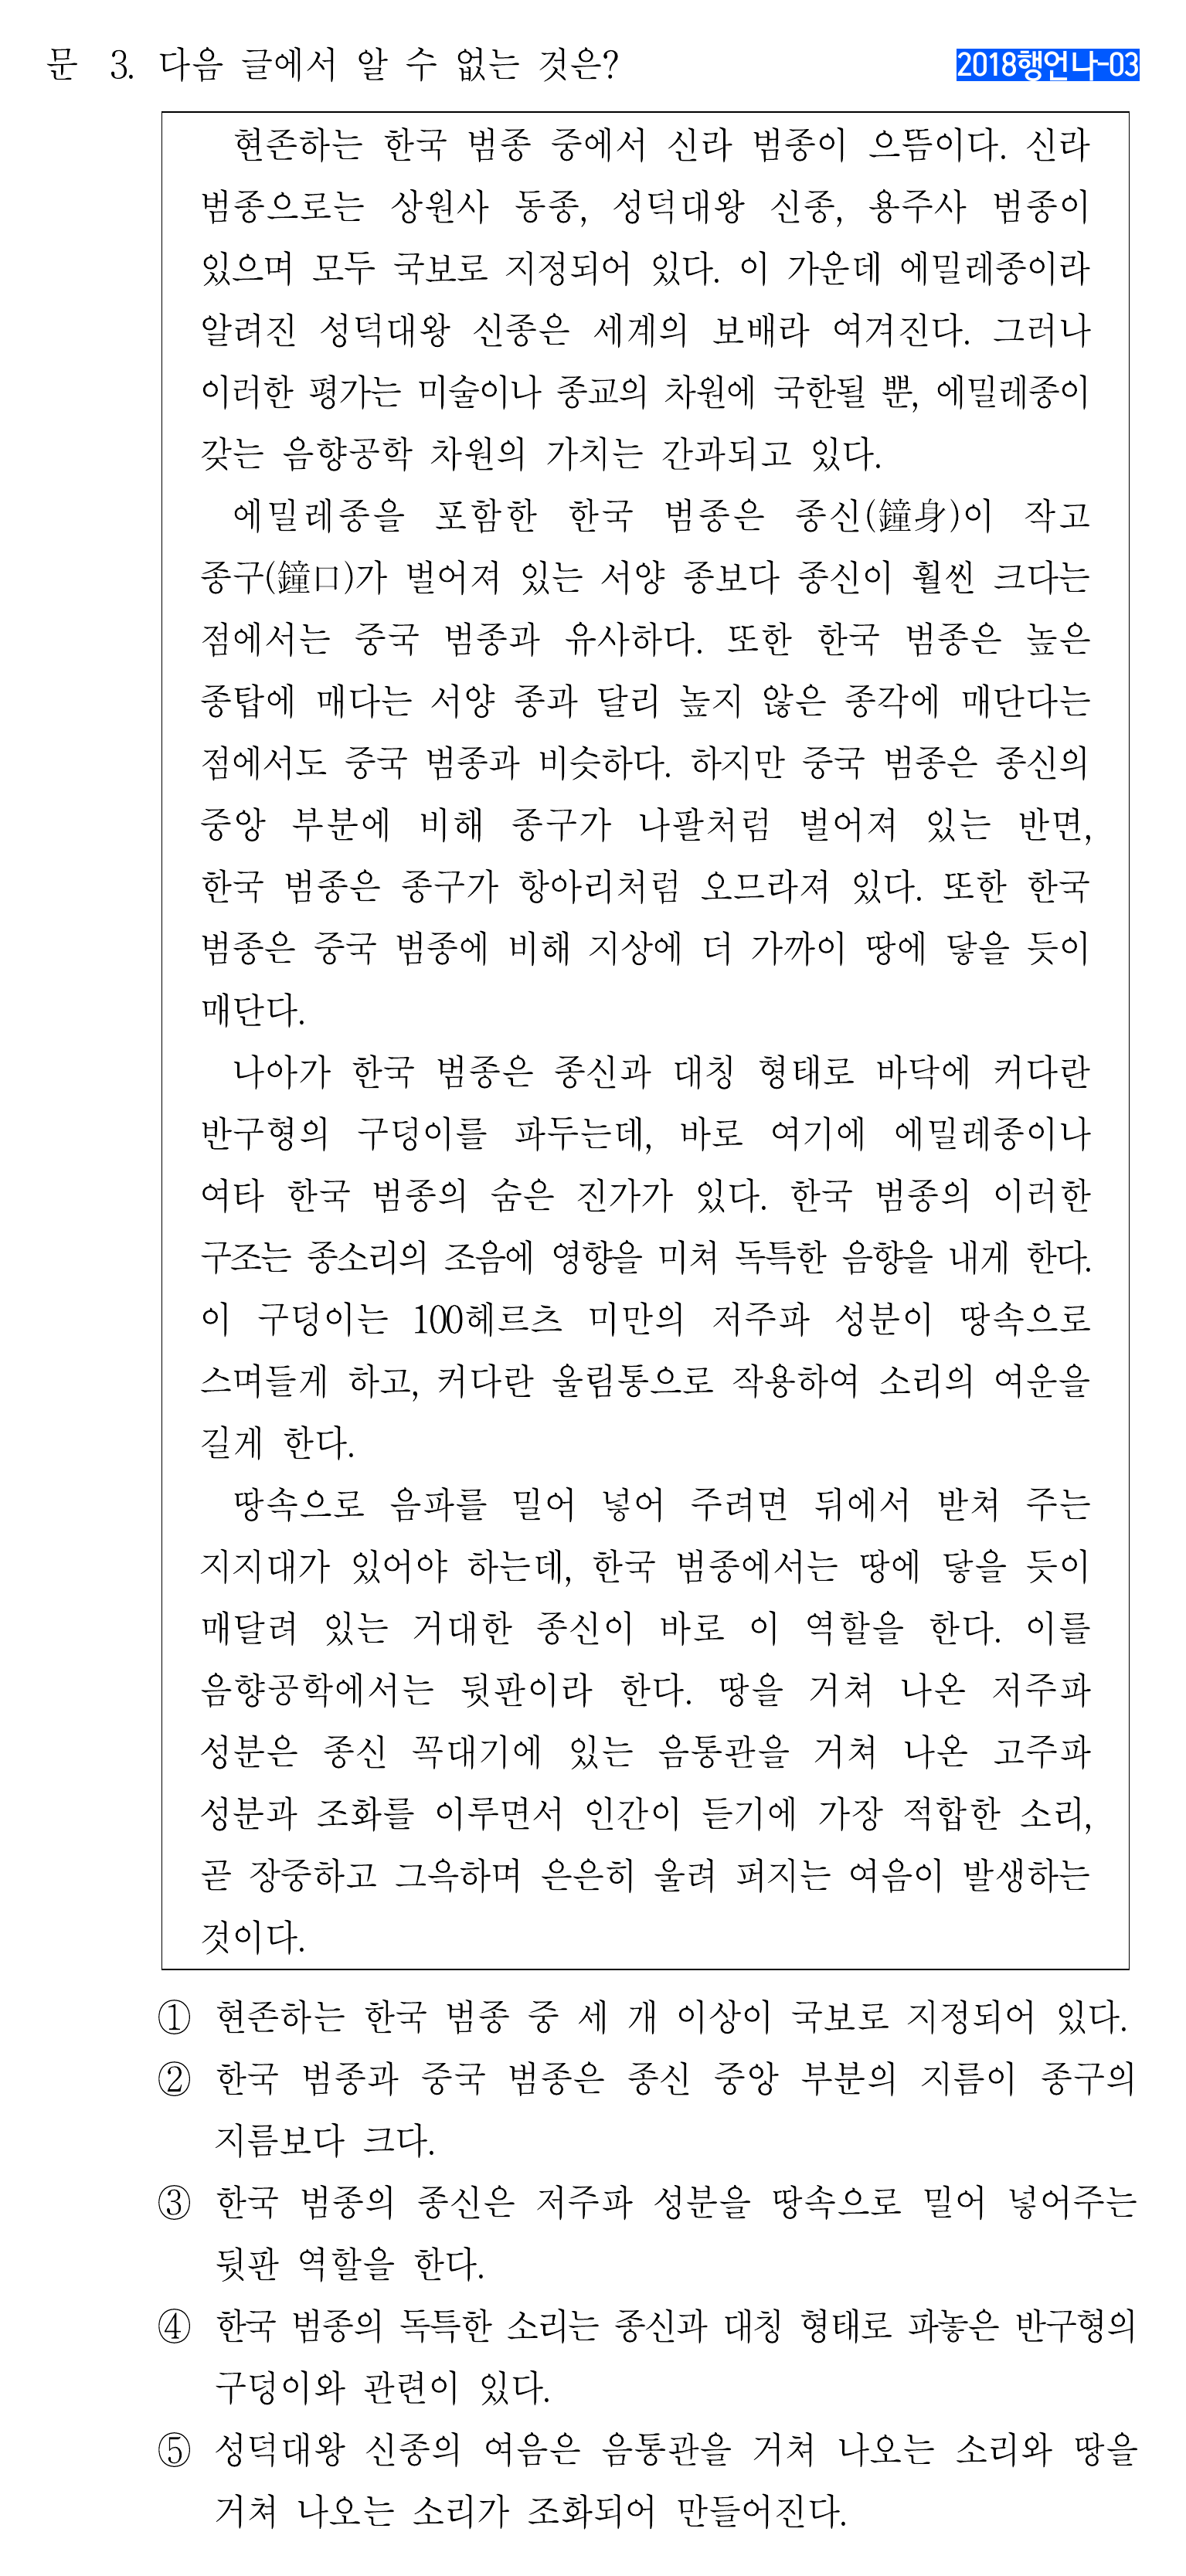 문 3. 다음 글에서 알 수 없는 것은?
2018행언나-03
현존하는 한국 범종 중에서 신라 범종이 으뜸이다. 신라
범종으로는 상원사 동종, 성덕대왕 신종, 용주사 범종이
있으며 모두 국보로 지정되어 있다. 이 가운데 에밀레종이라
알려진 성덕대왕 신종은 세계의 보배라 여겨진다. 그러나
이러한 평가는 미술이나 종교의 차원에 국한될 뿐, 에밀레종이
갖는 음향공학 차원의 가치는 간과되고 있다.
에밀레종을 포함한 한국 범종은 종신(鐘身)이 작고
종구(鐘口)가 벌어져 있는 서양 종보다 종신이 훨씬 크다는
점에서는 중국 범종과 유사하다. 또한 한국 범종은 높은
종탑에 매다는 서양 종과 달리 높지 않은 종각에 매단다는
점에서도 중국 범종과 비슷하다. 하지만 중국 범종은 종신의
중앙 부분에 비해 종구가 나팔처럼 벌어져 있는 반면,
한국 범종은 종구가 항아리처럼 오므라져 있다. 또한 한국
범종은 중국 범종에 비해 지상에 더 가까이 땅에 닿을 듯이
매단다.
나아가 한국 범종은 종신과 대칭 형태로 바닥에 커다란
반구형의 구덩이를 파두는데, 바로 여기에 에밀레종이나
여타 한국 범종의 숨은 진가가 있다. 한국 범종의 이러한
구조는 종소리의 조음에 영향을 미쳐 독특한 음향을 내게 한다.
이 구덩이는 100헤르츠 미만의 저주파 성분이 땅속으로
스며들게 하고, 커다란 울림통으로 작용하여 소리의 여운을
길게 한다.
땅속으로 음파를 밀어 넣어 주려면 뒤에서 받쳐 주는
지지대가 있어야 하는데, 한국 범종에서는 땅에 닿을 듯이
매달려 있는 거대한 종신이 바로 이 역할을 한다. 이를
음향공학에서는 뒷판이라 한다. 땅을 거쳐 나온 저주파
성분은 종신 꼭대기에 있는 음통관을 거쳐 나온 고주파
성분과 조화를 이루면서 인간이 듣기에 가장 적합한 소리,
곧 장중하고 그윽하며 은은히 울려 퍼지는 여음이 발생하는
것이다.
① 현존하는 한국 범종 중 세 개 이상이 국보로 지정되어 있다.
② 한국 범종과 중국 범종은 종신 중앙 부분의 지름이 종구의
지름보다 크다.
③ 한국 범종의 종신은 저주파 성분을 땅속으로 밀어 넣어주는
뒷판 역할을 한다.
④ 한국 범종의 독특한 소리는 종신과 대칭 형태로 파놓은 반구형의
구덩이와 관련이 있다.
⑤ 성덕대왕 신종의 여음은 음통관을 거쳐 나오는 소리와 땅을
거쳐 나오는 소리가 조화되어 만들어진다.